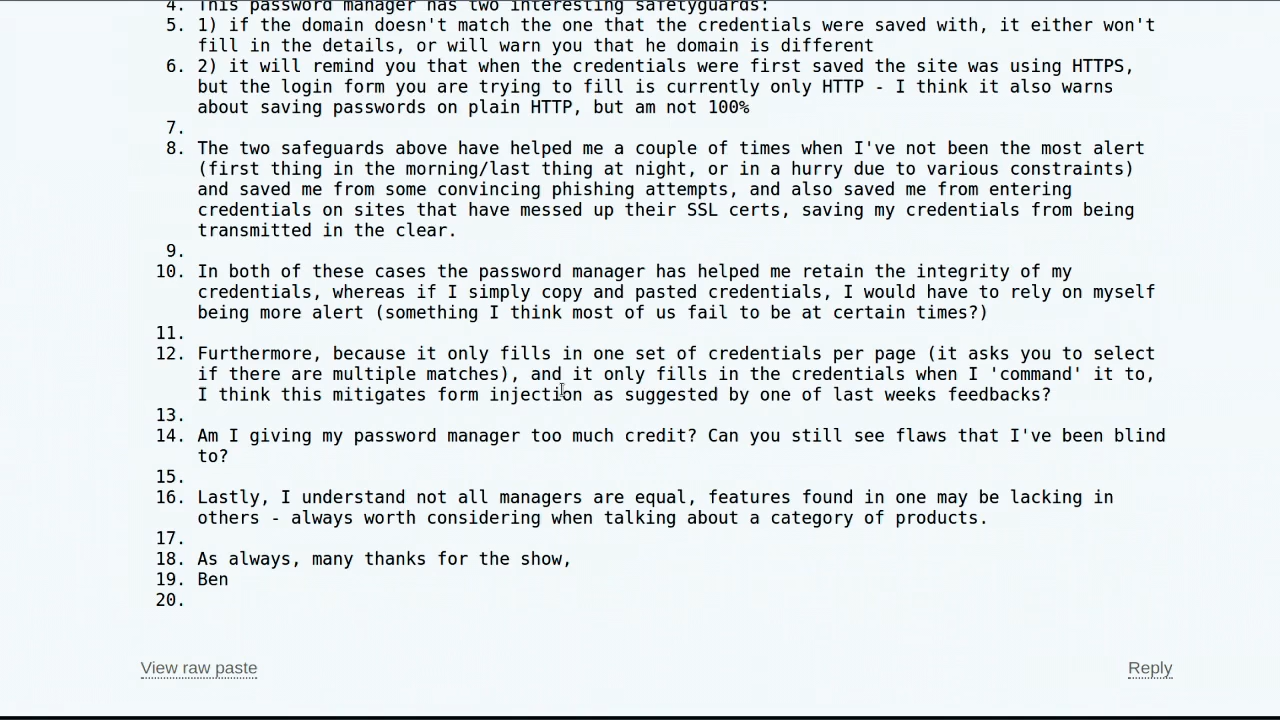 4. This password manager has two interesting safetyguards:
5. 1) if the domain doesn't match the one that the credentials were saved with, it either won't
fill in the details, or will warn you that he domain is different
6. 2) it will remind you that when the credentials were first saved the site was using HTTPS,
but the login form you are trying to fill is currently only HTTP - I think it also warns
about saving passwords on plain HTTP, but am not 100%
7.
8. The two safeguards above have helped me a couple of times when I've not been the most alert
(first thing in the morning/last thing at night, or in a hurry due to various constraints)
and saved me from some convincing phishing attempts, and also saved me from entering
credentials on sites that have messed up their SSL certs, saving my credentials from being
transmitted in the clear.
9.
10. In both of these cases the password manager has helped me retain the integrity of my
credentials, whereas if I simply copy and pasted credentials, I would have to rely on myself
being more alert (something I think most of us fail to be at certain times?)
11.
12. Furthermore, because it only fills in one set of credentials per page (it asks you to select
if there are multiple matches), and it only fills in the credentials when I 'command' it to,
I think this mitigates form injection as suggested by one of last weeks feedbacks?
13.
14. Am I giving my password manager too much credit? Can you still see flaws that I've been blind
to?
15.
16. Lastly, I understand not all managers are equal, features found in one may be lacking in
others - always worth considering when talking about a category of products.
17.
18. As always, many thanks for the show,
19. Ben
20.
View raw paste
Reply